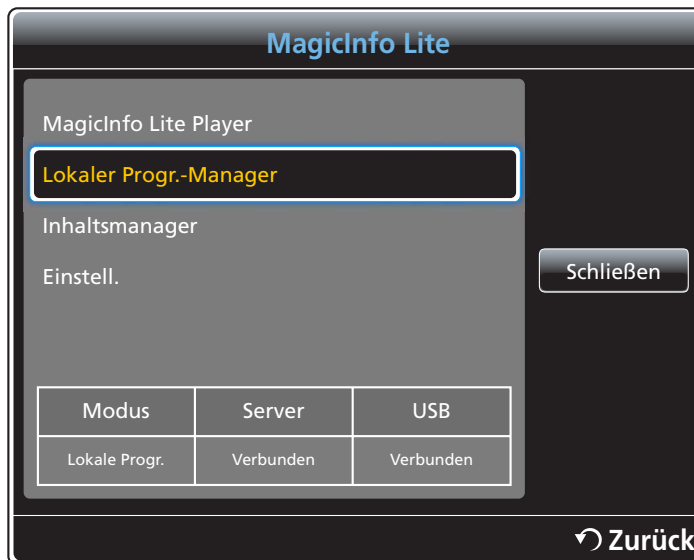 MagicInfo Lite
MagicInfo Lite Player
Lokaler Progr.-Manager
Inhaltsmanager
Einstell.
Schließen
Modus Server USB
Lokale Progr. Verbunden Verbunden
Zurück